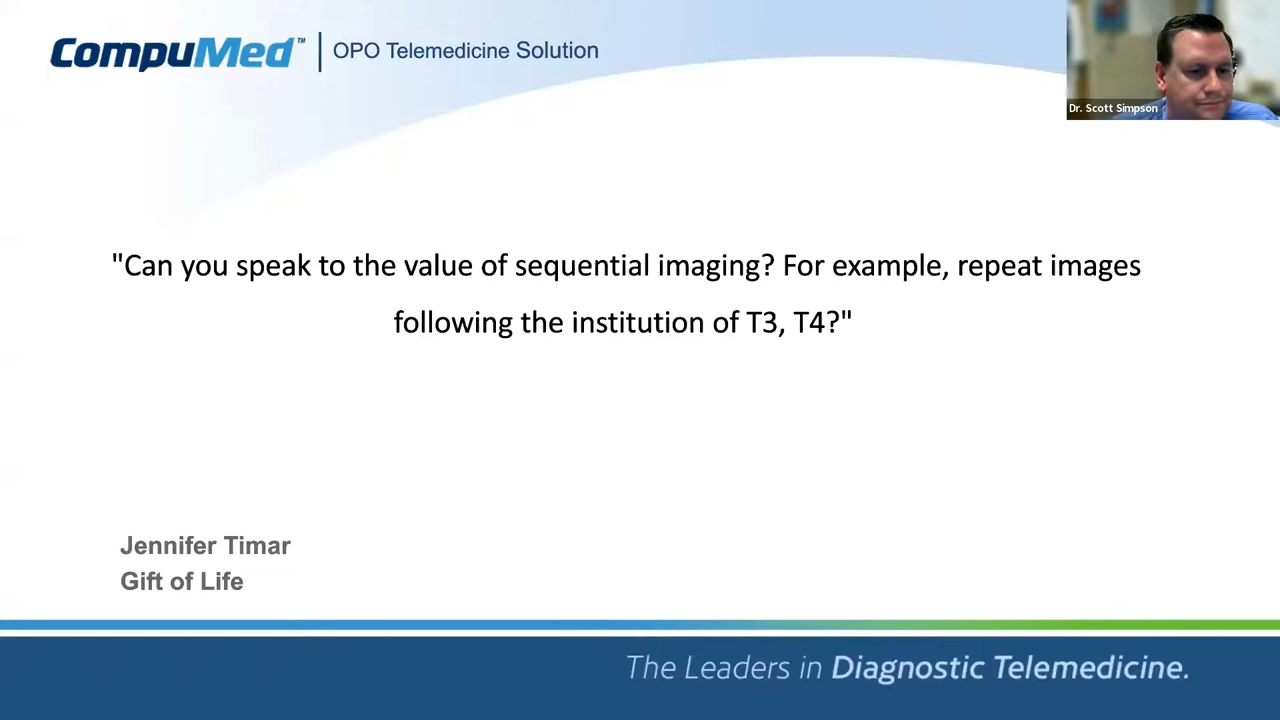 CompuMed™ | OPO Telemedicine Solution
Dr. Scott Simpson
"Can you speak to the value of sequential imaging? For example, repeat images
following the institution of T3, T4?"
Jennifer Timar
Gift of Life
The Leaders in Diagnostic Telemedicine.